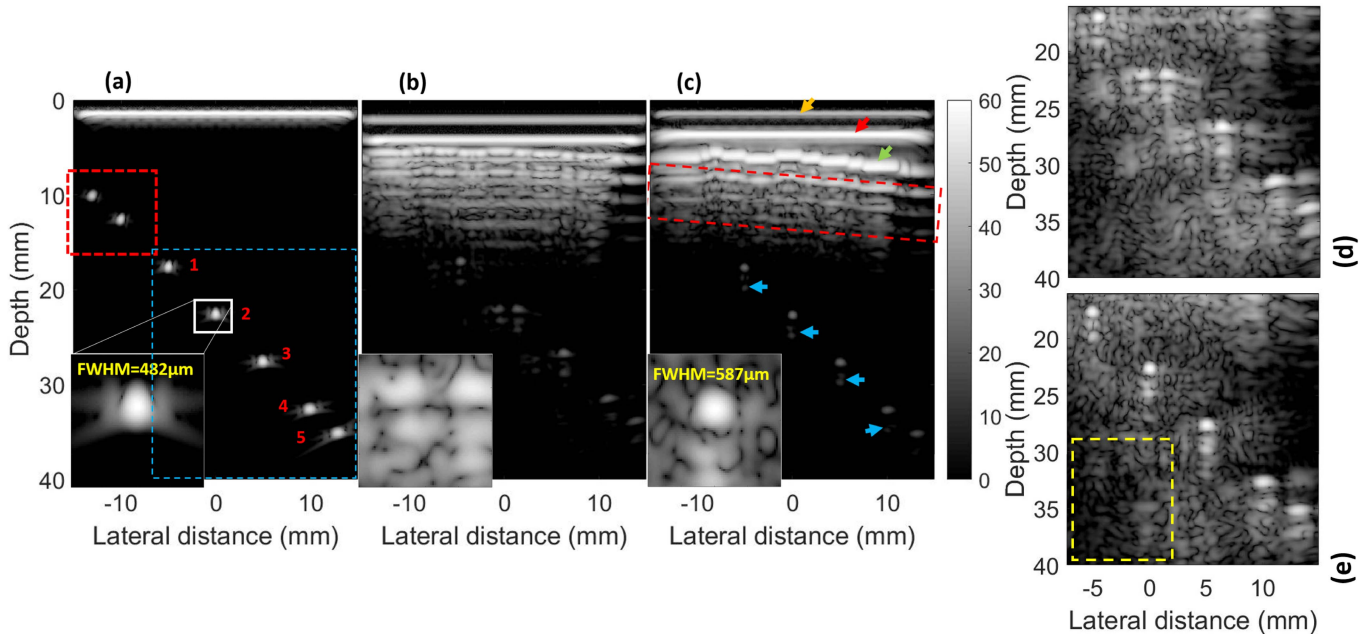 (a)
(b)
(c)
0
10
20
30
40
Depth (mm)
1
2
3
4
5
FWHM=482µm
FWHM=587µm
-10 0 10
Lateral distance (mm)
-10 0 10
Lateral distance (mm)
-10 0 10
Lateral distance (mm)
60
50
40
30
20
10
0
20
25
30
35
40
Depth (mm)
(d)
20
25
30
35
40
Depth (mm)
(e)
-5 0 5 10
Lateral distance (mm)